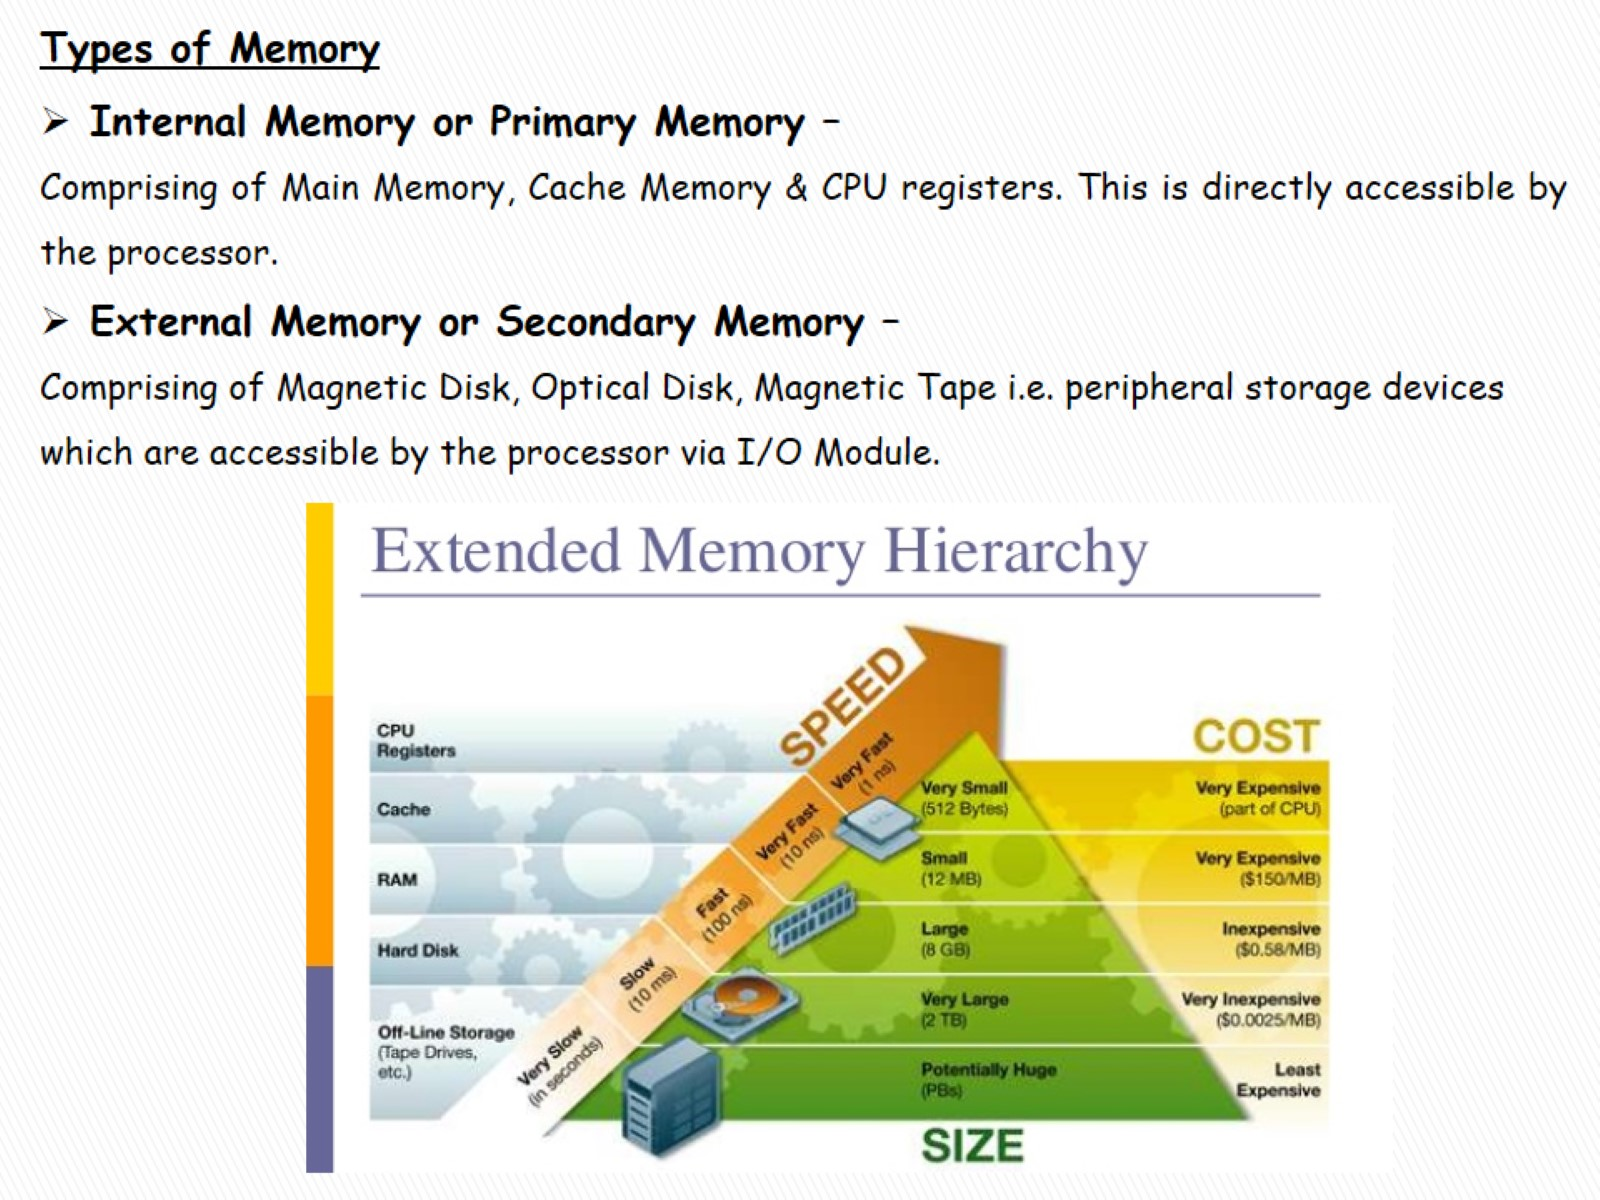 Types of Memory
➢ Internal Memory or Primary Memory –
Comprising of Main Memory, Cache Memory & CPU registers. This is directly accessible by
the processor.
➢ External Memory or Secondary Memory –
Comprising of Magnetic Disk, Optical Disk, Magnetic Tape i.e. peripheral storage devices
which are accessible by the processor via I/O Module.
Extended Memory Hierarchy
SPEED
COST
CPU
Registers
Very Fast
(1 ns)
Very Small
(512 Bytes)
Very Expensive
(part of CPU)
Cache
Very Fast
(10 ns)
Small
(12 MB)
Very Expensive
($150/MB)
RAM
Fast
(100 ns)
Large
(8 GB)
Inexpensive
($0.58/MB)
Hard Disk
Slow
(10 ms)
Very Large
(2 TB)
Very Inexpensive
($0.0025/MB)
Off-Line Storage
(Tape Drives,
etc.)
Very Slow
(in seconds)
Potentially Huge
(PBs)
Least
Expensive
SIZE